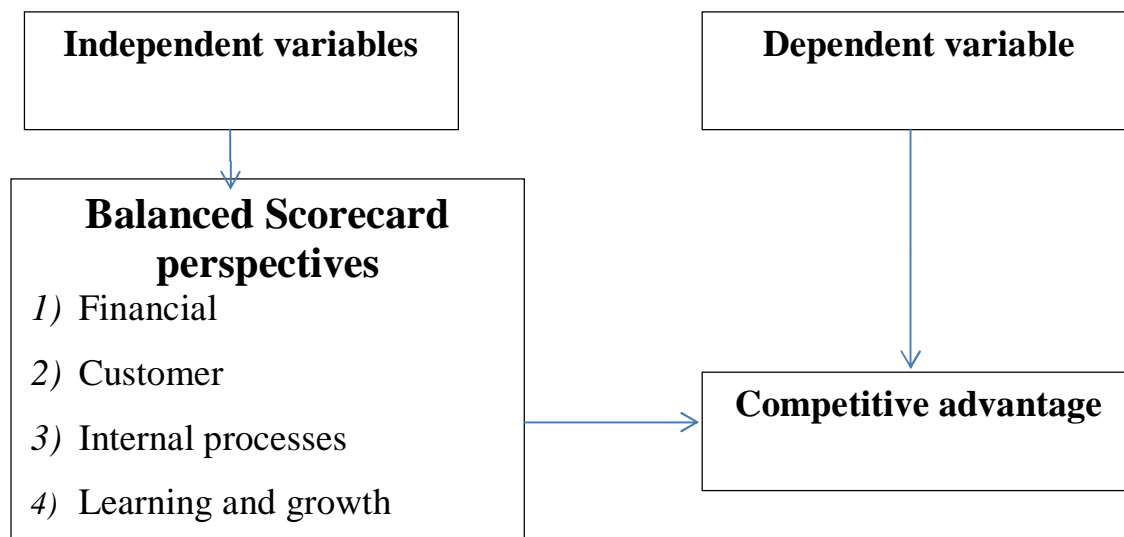 Independent variables
Dependent variable
Balanced Scorecard
perspectives
1) Financial
2) Customer
3) Internal processes
4) Learning and growth
Competitive advantage